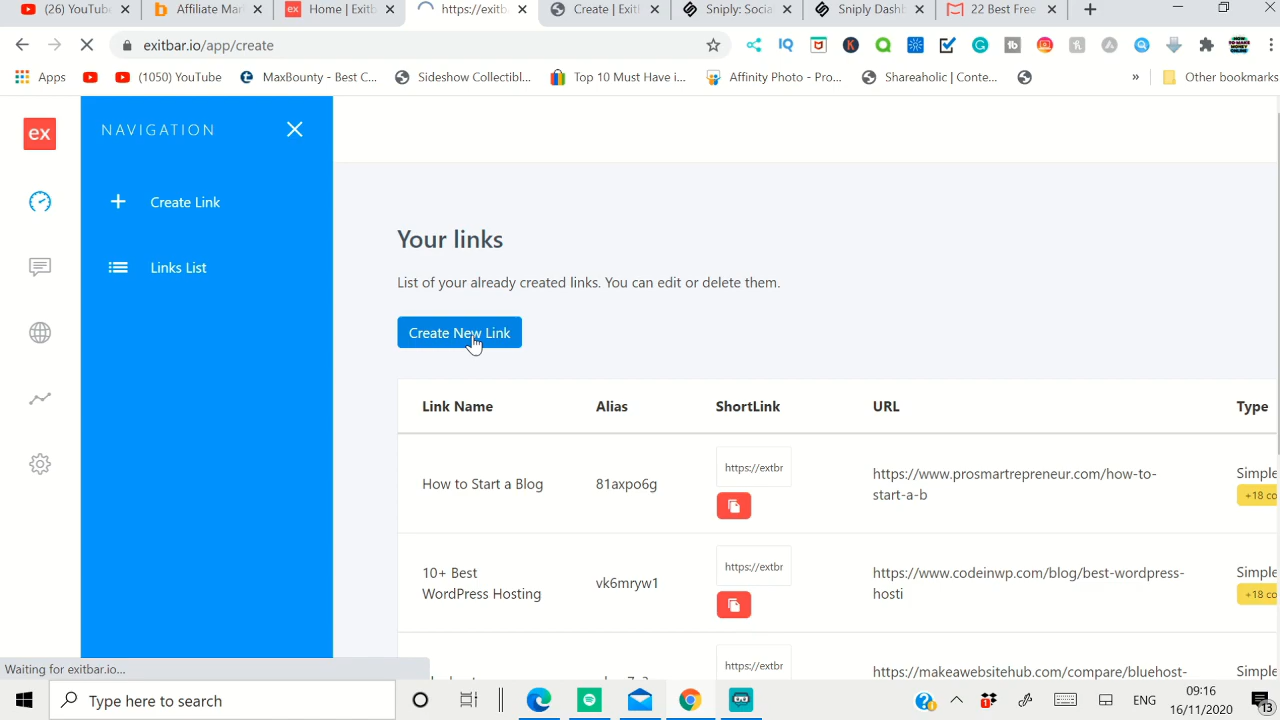 (26) YouTube
Affiliate Mar
Home | Exitb
https://exitb.
Create | Exitl
Sniply: Socia
Sniply Dashb
22 Best Free
exitbar.io/app/create
Apps
(1050) YouTube
MaxBounty - Best C...
Sideshow Collectibl...
Top 10 Must Have i...
Affinity Photo - Pro...
Shareaholic | Conte...
»
Other bookmarks
ex
NAVIGATION
Create Link
Links List
Your links
List of your already created links. You can edit or delete them.
Create New Link
Link Name
Alias
ShortLink
URL
Type
How to Start a Blog
81axpo6g
https://extbr
https://www.prosmartrepreneur.com/how-to-
start-a-b
Simple
+18 co
10+ Best
WordPress Hosting
vk6mryw1
https://extbr
https://www.codeinwp.com/blog/best-wordpress-
hosti
Simple
+18 co
https://extbr
https://makeawebsitehub.com/compare/bluehost-
Simple
Waiting for exitbar.io...
Type here to search
ENG
09:16
16/11/2020
13